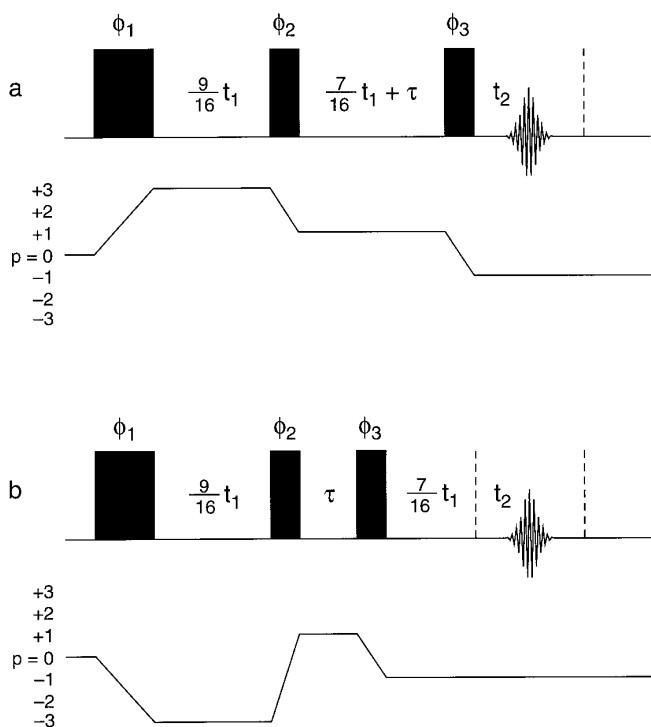 ϕ₁ ϕ₂ ϕ₃
a 9/16 t₁ 7/16 t₁ + τ t₂
+3
+2
+1
p = 0
−1
−2
−3
ϕ₁ ϕ₂ ϕ₃
b 9/16 t₁ τ 7/16 t₁ t₂
+3
+2
+1
p = 0
−1
−2
−3